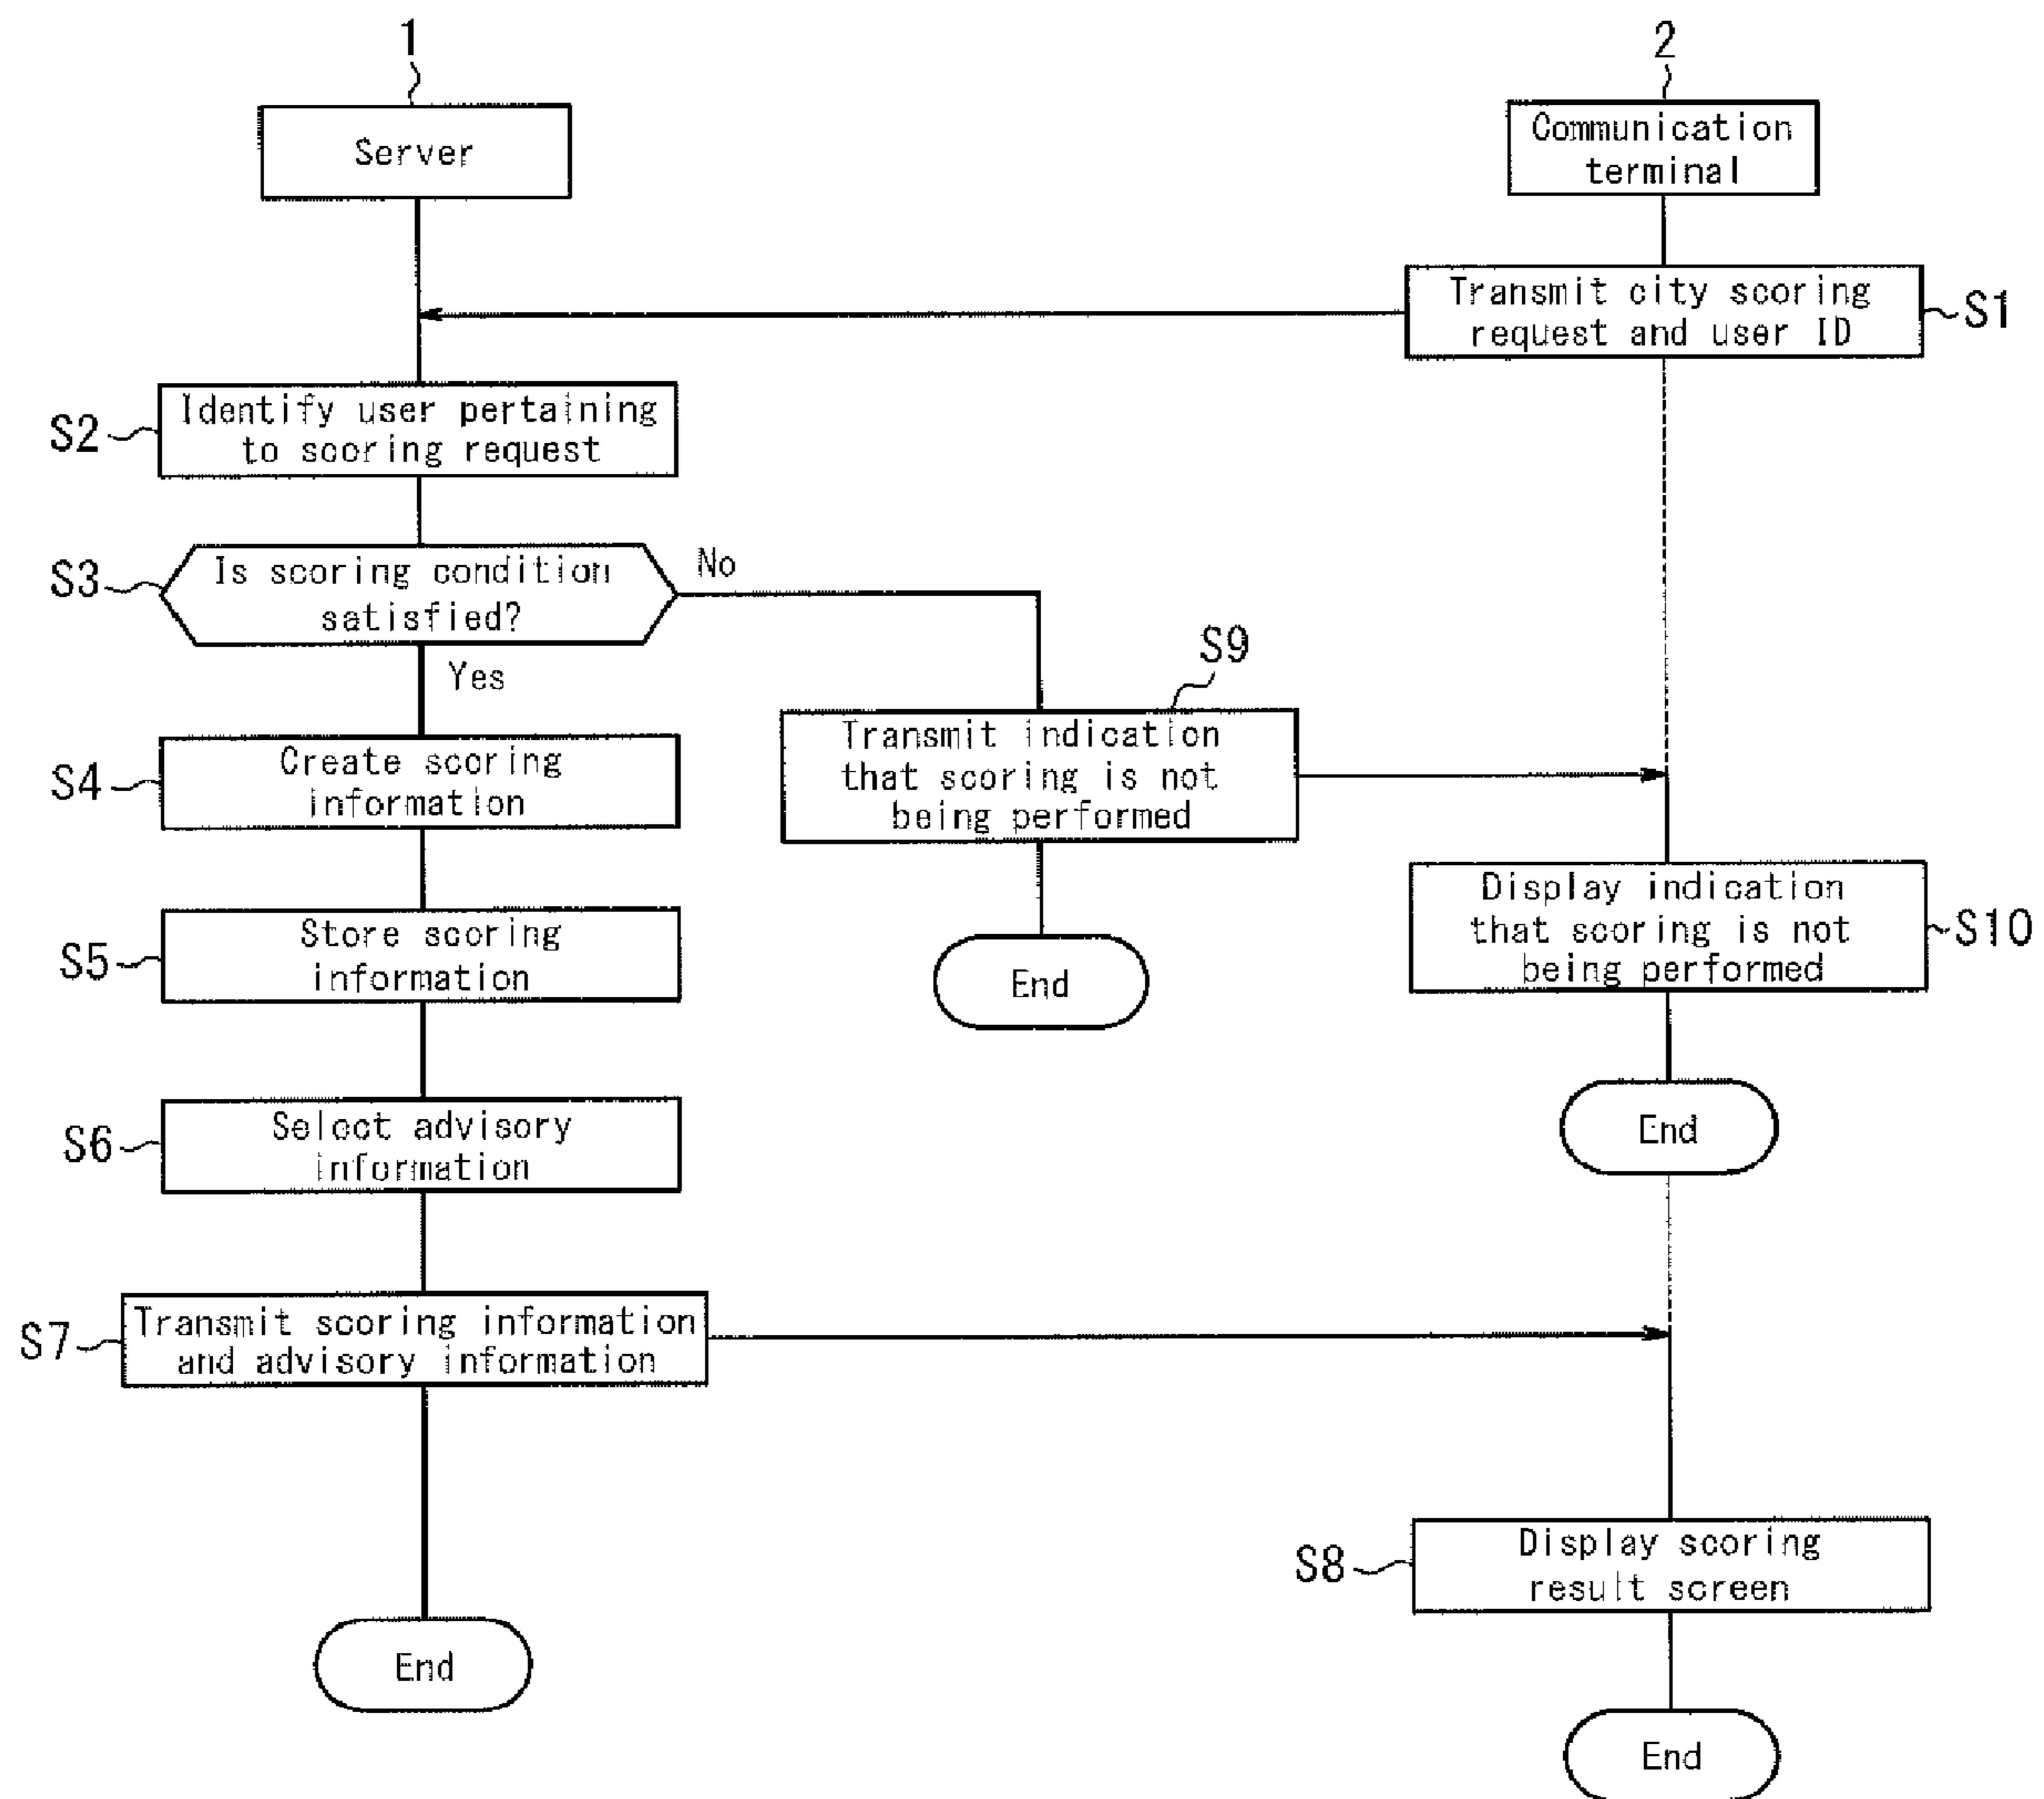 1
2
Server
Communication
terminal
Transmit city scoring
request and user ID
S1
S2
Identify user pertaining
to scoring request
S3
Is scoring condition
satisfied?
No
Yes
S9
S4
Create scoring
information
Transmit indication
that scoring is not
being performed
S5
Store scoring
information
Display indication
that scoring is not
being performed
S10
End
End
S6
Select advisory
information
S7
Transmit scoring information
and advisory information
S8
Display scoring
result screen
End
End